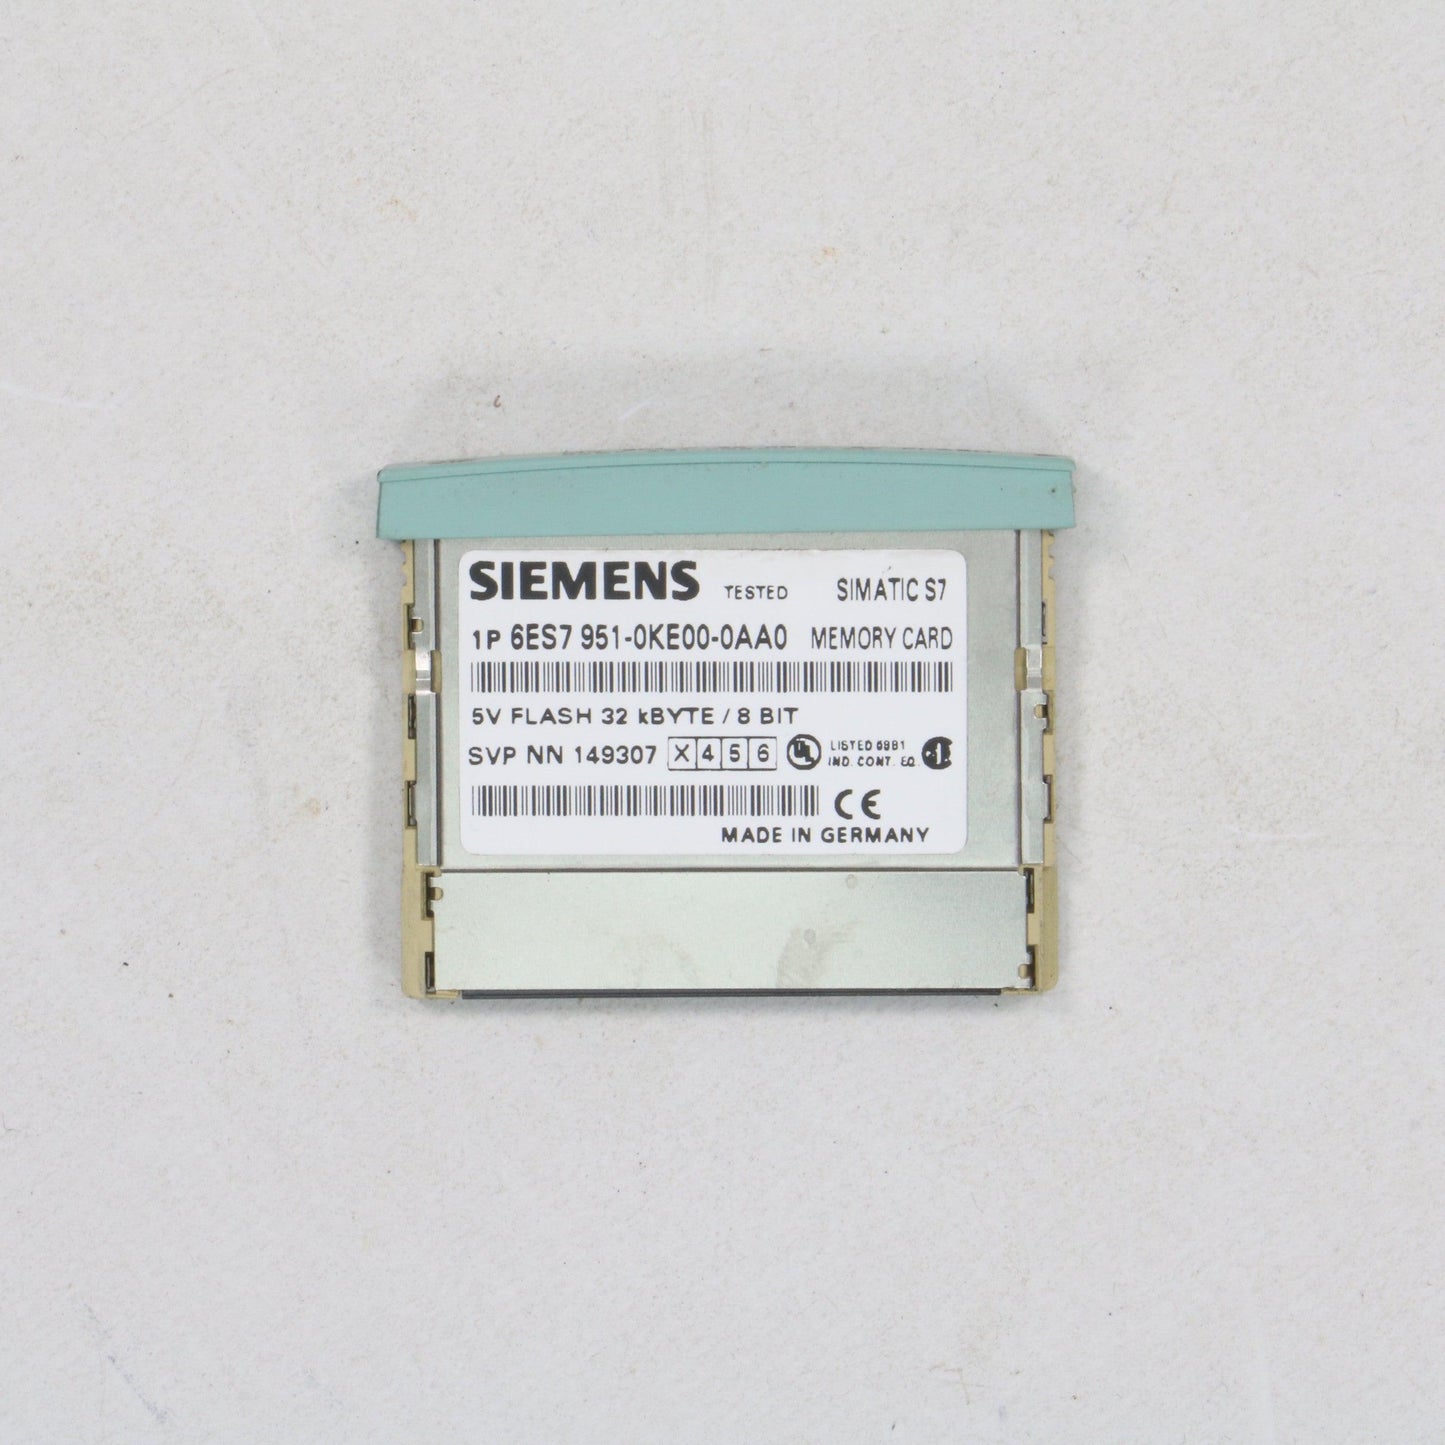 SIEMENS TESTED SIMATIC S7
1P 6ES7 951-0KE00-0AA0 MEMORY CARD
5V FLASH 32 kBYTE / 8 BIT
SVP NN 149307 X 4 5 6 UL LISTED 69B1
IND. CONT. EQ.
CE
MADE IN GERMANY